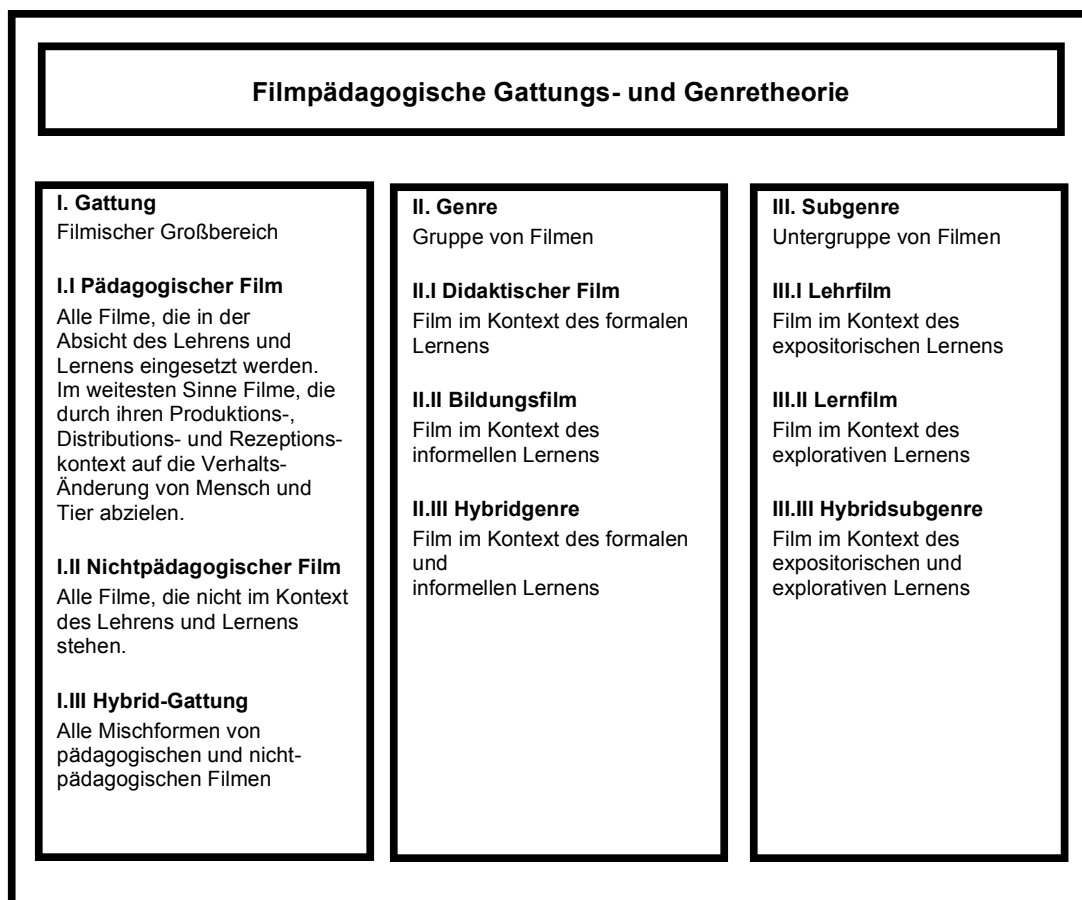 Filmpädagogische Gattungs- und Genretheorie
I. Gattung
Filmischer Großbereich
I.I Pädagogischer Film
Alle Filme, die in der
Absicht des Lehrens und
Lernens eingesetzt werden.
Im weitesten Sinne Filme, die
durch ihren Produktions-,
Distributions- und Rezeptions-
kontext auf die Verhalts-
Änderung von Mensch und
Tier abzielen.
I.II Nichtpädagogischer Film
Alle Filme, die nicht im Kontext
des Lehrens und Lernens
stehen.
I.III Hybrid-Gattung
Alle Mischformen von
pädagogischen und nicht-
pädagogischen Filmen
II. Genre
Gruppe von Filmen
II.I Didaktischer Film
Film im Kontext des formalen
Lernens
II.II Bildungsfilm
Film im Kontext des
informellen Lernens
II.III Hybridgenre
Film im Kontext des formalen
und
informellen Lernens
III. Subgenre
Untergruppe von Filmen
III.I Lehrfilm
Film im Kontext des
expositorischen Lernens
III.II Lernfilm
Film im Kontext des
explorativen Lernens
III.III Hybridsubgenre
Film im Kontext des
expositorischen und
explorativen Lernens